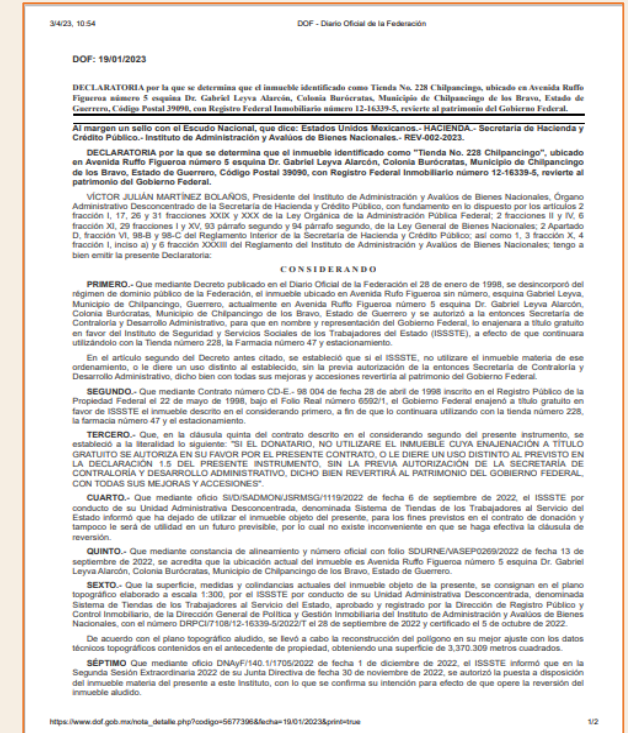 3/4/23, 10:54
DOF - Diario Oficial de la Federación
DOF: 19/01/2023
DECLARATORIA por la que se determina que el inmueble identificado como Tienda No. 228 Chilpancingo, ubicado en Avenida Ruffo
Figueroa número 5 esquina Dr. Gabriel Leyva Alarcón, Colonia Burócratas, Municipio de Chilpancingo de los Bravo, Estado de
Guerrero, Código Postal 39090, con Registro Federal Inmobiliario número 12-16339-5, revierte al patrimonio del Gobierno Federal.
Al margen un sello con el Escudo Nacional, que dice: Estados Unidos Mexicanos.- HACIENDA.- Secretaría de Hacienda y
Crédito Público.- Instituto de Administración y Avalúos de Bienes Nacionales.- REV-002-2023.
DECLARATORIA por la que se determina que el inmueble identificado como "Tienda No. 228 Chilpancingo", ubicado
en Avenida Ruffo Figueroa número 5 esquina Dr. Gabriel Leyva Alarcón, Colonia Burócratas, Municipio de Chilpancingo
de los Bravo, Estado de Guerrero, Código Postal 39090, con Registro Federal Inmobiliario número 12-16339-5, revierte al
patrimonio del Gobierno Federal.
VÍCTOR JULIÁN MARTÍNEZ BOLAÑOS, Presidente del Instituto de Administración y Avalúos de Bienes Nacionales, Órgano
Administrativo Desconcentrado de la Secretaría de Hacienda y Crédito Público, con fundamento en lo dispuesto por los artículos 2
fracción I, 17, 26 y 31 fracciones XXIX y XXX de la Ley Orgánica de la Administración Pública Federal; 2 fracciones II y IV, 6
fracción XI, 29 fracciones I y XV, 93 párrafo segundo y 94 párrafo segundo, de la Ley General de Bienes Nacionales; 2 Apartado
D, fracción VI, 98-B y 98-C del Reglamento Interior de la Secretaría de Hacienda y Crédito Público; así como 1, 3 fracción X, 4
fracción I, inciso a) y 6 fracción XXXIII del Reglamento del Instituto de Administración y Avalúos de Bienes Nacionales; tengo a
bien emitir la presente Declaratoria:
CONSIDERANDO
PRIMERO.- Que mediante Decreto publicado en el Diario Oficial de la Federación el 28 de enero de 1998, se desincorporó del
régimen de dominio público de la Federación, el inmueble ubicado en Avenida Rufo Figueroa sin número, esquina Gabriel Leyva,
Municipio de Chilpancingo, Guerrero, actualmente en Avenida Ruffo Figueroa número 5 esquina Dr. Gabriel Leyva Alarcón,
Colonia Burócratas, Municipio de Chilpancingo de los Bravo, Estado de Guerrero y se autorizó a la entonces Secretaría de
Contraloría y Desarrollo Administrativo, para que en nombre y representación del Gobierno Federal, lo enajenara a título gratuito
en favor del Instituto de Seguridad y Servicios Sociales de los Trabajadores del Estado (ISSSTE), a efecto de que continuara
utilizándolo con la Tienda número 228, la Farmacia número 47 y estacionamiento.
En el artículo segundo del Decreto antes citado, se estableció que si el ISSSTE, no utilizare el inmueble materia de ese
ordenamiento, o le diere un uso distinto al establecido, sin la previa autorización de la entonces Secretaría de Contraloría y
Desarrollo Administrativo, dicho bien con todas sus mejoras y accesiones revertiría al patrimonio del Gobierno Federal.
SEGUNDO.- Que mediante Contrato número CD-E.- 98 004 de fecha 28 de abril de 1998 inscrito en el Registro Público de la
Propiedad Federal el 22 de mayo de 1998, bajo el Folio Real número 6592/1, el Gobierno Federal enajenó a título gratuito en
favor de ISSSTE el inmueble descrito en el considerando primero, a fin de que lo continuara utilizando con la tienda número 228,
la farmacia número 47 y el estacionamiento.
TERCERO.- Que, en la cláusula quinta del contrato descrito en el considerando segundo del presente instrumento, se
estableció a la literalidad lo siguiente: "SI EL DONATARIO, NO UTILIZARE EL INMUEBLE CUYA ENAJENACIÓN A TÍTULO
GRATUITO SE AUTORIZA EN SU FAVOR POR EL PRESENTE CONTRATO, O LE DIERE UN USO DISTINTO AL PREVISTO EN
LA DECLARACIÓN 1.5 DEL PRESENTE INSTRUMENTO, SIN LA PREVIA AUTORIZACIÓN DE LA SECRETARÍA DE
CONTRALORÍA Y DESARROLLO ADMINISTRATIVO, DICHO BIEN REVERTIRÁ AL PATRIMONIO DEL GOBIERNO FEDERAL,
CON TODAS SUS MEJORAS Y ACCESIONES".
CUARTO.- Que mediante oficio SI/D/SADMON/JSRMSG/1119/2022 de fecha 6 de septiembre de 2022, el ISSSTE por
conducto de su Unidad Administrativa Desconcentrada, denominada Sistema de Tiendas de los Trabajadores al Servicio del
Estado informó que ha dejado de utilizar el inmueble objeto del presente, para los fines previstos en el contrato de donación y
tampoco le será de utilidad en un futuro previsible, por lo cual no existe inconveniente en que se haga efectiva la cláusula de
reversión.
QUINTO.- Que mediante constancia de alineamiento y número oficial con folio SDURNE/VASEP0269/2022 de fecha 13 de
septiembre de 2022, se acredita que la ubicación actual del inmueble es Avenida Ruffo Figueroa número 5 esquina Dr. Gabriel
Leyva Alarcón, Colonia Burócratas, Municipio de Chilpancingo de los Bravo, Estado de Guerrero.
SEXTO.- Que la superficie, medidas y colindancias actuales del inmueble objeto de la presente, se consignan en el plano
topográfico elaborado a escala 1:300, por el ISSSTE por conducto de su Unidad Administrativa Desconcentrada, denominada
Sistema de Tiendas de los Trabajadores al Servicio del Estado, aprobado y registrado por la Dirección de Registro Público y
Control Inmobiliario, de la Dirección General de Política y Gestión Inmobiliaria del Instituto de Administración y Avalúos de Bienes
Nacionales, con el número DRPCI/7108/12-16339-5/2022/T el 28 de septiembre de 2022 y certificado el 5 de octubre de 2022.
De acuerdo con el plano topográfico aludido, se llevó a cabo la reconstrucción del polígono en su mejor ajuste con los datos
técnicos topográficos contenidos en el antecedente de propiedad, obteniendo una superficie de 3,370.309 metros cuadrados.
SÉPTIMO Que mediante oficio DNAyF/140.1/1705/2022 de fecha 1 de diciembre de 2022, el ISSSTE informó que en la
Segunda Sesión Extraordinaria 2022 de su Junta Directiva de fecha 30 de noviembre de 2022, se autorizó la puesta a disposición
del inmueble materia del presente a este Instituto, con lo que se confirma su intención para efecto de que opere la reversión del
inmueble aludido.
https://www.dof.gob.mx/nota_detalle.php?codigo=5677396&fecha=19/01/2023&print=true
1/2